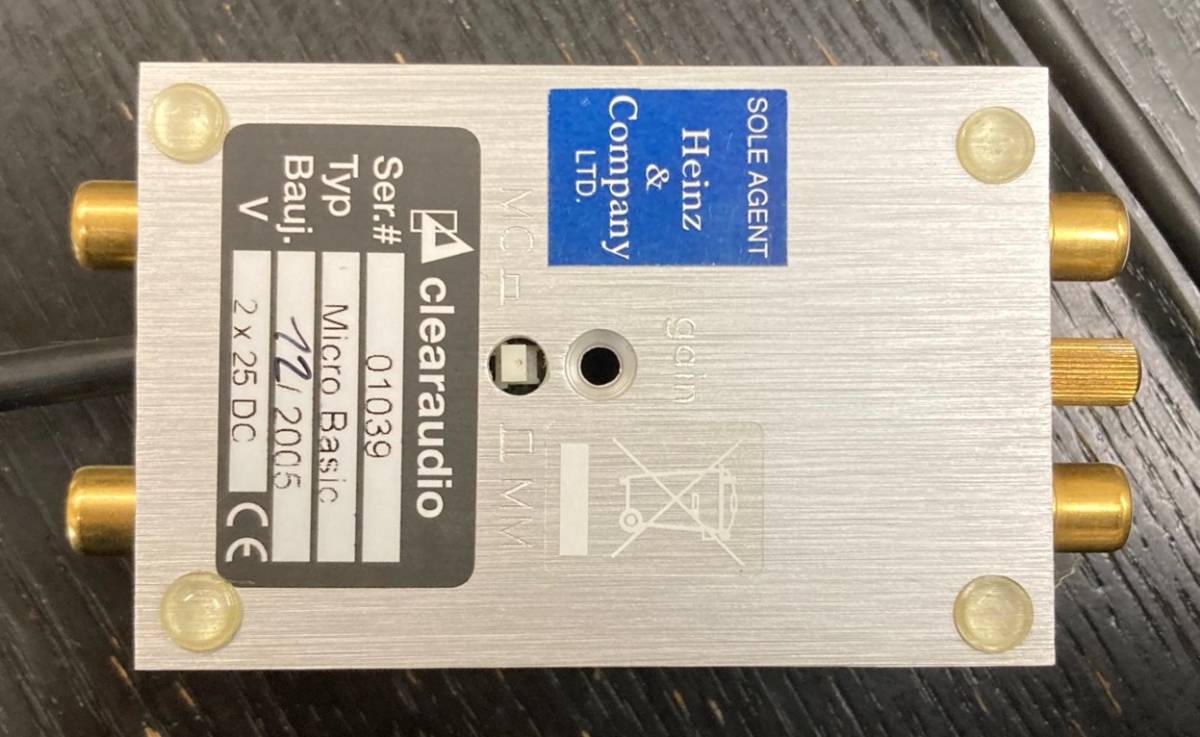 SOLE AGENT
Heinz
&
Company
LTD.
gain
MC
MM
clearaudio
Ser.# 01039
Typ Micro Basic
Bauj. 12/2005
V 2 x 25 DC CE